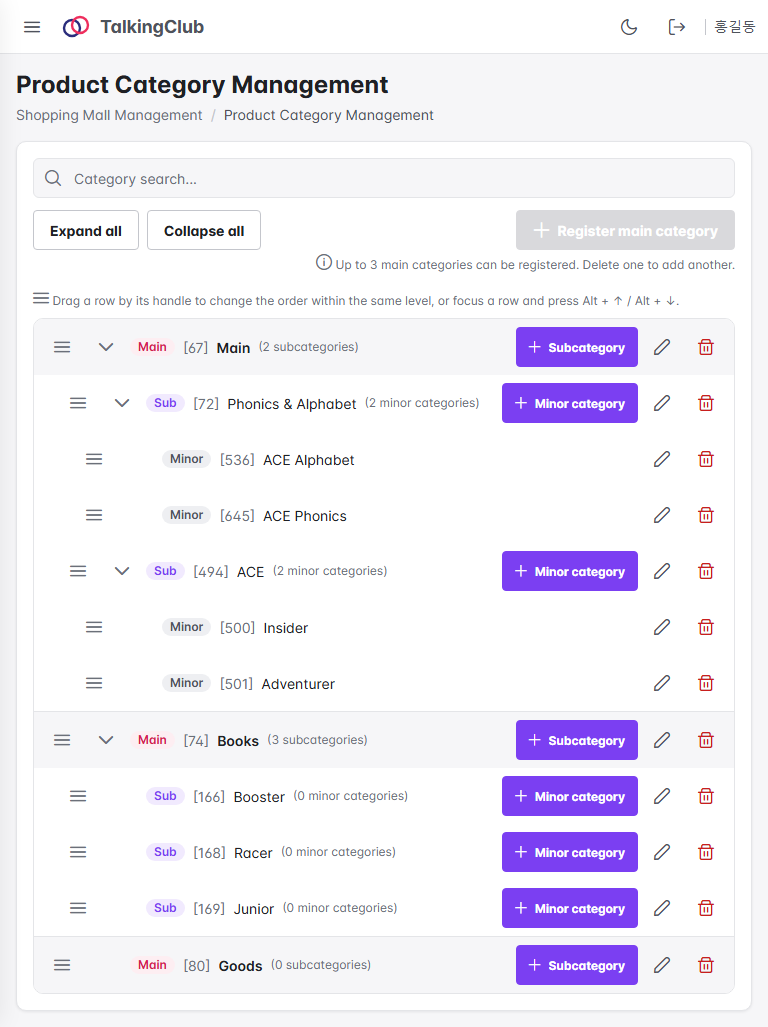 TalkingClub
홍길동
Product Category Management
Shopping Mall Management / Product Category Management
Category search...
Expand all
Collapse all
Register main category
Up to 3 main categories can be registered. Delete one to add another.
Drag a row by its handle to change the order within the same level, or focus a row and press Alt + ↑ / Alt + ↓.
Main [67] Main (2 subcategories) + Subcategory
Sub [72] Phonics & Alphabet (2 minor categories) + Minor category
Minor [536] ACE Alphabet
Minor [645] ACE Phonics
Sub [494] ACE (2 minor categories) + Minor category
Minor [500] Insider
Minor [501] Adventurer
Main [74] Books (3 subcategories) + Subcategory
Sub [166] Booster (0 minor categories) + Minor category
Sub [168] Racer (0 minor categories) + Minor category
Sub [169] Junior (0 minor categories) + Minor category
Main [80] Goods (0 subcategories) + Subcategory